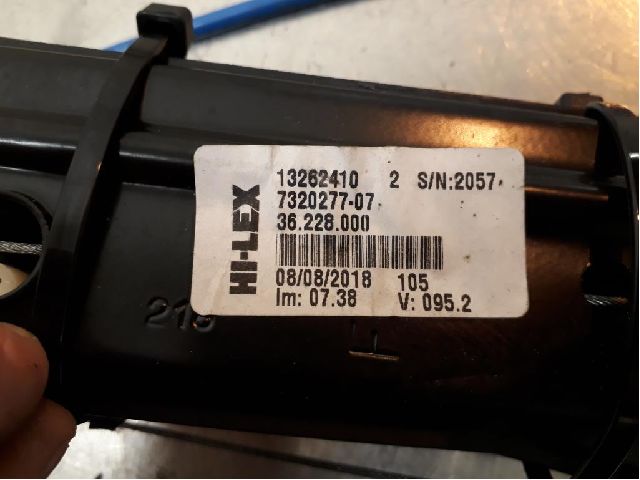 HI-LEX
13262410 2 S/N:2057
7320277-07
36.228.000
08/08/2018 105
Im: 07.38 V: 095.2